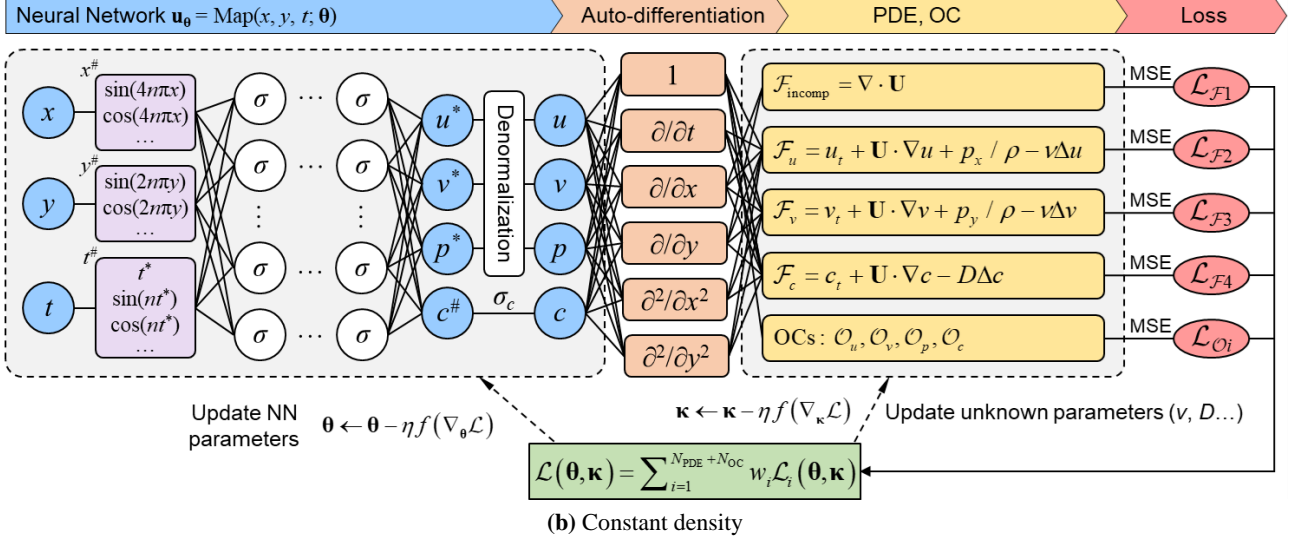 Neural Network u_θ = Map(x, y, t; θ)
Auto-differentiation
PDE, OC
Loss
x^#
x
sin(4nπx)
cos(4nπx)
...
y^#
y
sin(2nπy)
cos(2nπy)
...
t^#
t
t^*
sin(nt^*)
cos(nt^*)
...
σ ... σ
σ ... σ
⋮ ⋮
σ ... σ
σ ... σ
u^*
v^*
p^*
c^#
Denormalization
σ_c
u
v
p
c
1
∂/∂t
∂/∂x
∂/∂y
∂²/∂x²
∂²/∂y²
ℱ_incomp = ∇ · U
ℱ_u = u_t + U · ∇u + p_x / ρ − νΔu
ℱ_v = v_t + U · ∇v + p_y / ρ − νΔv
ℱ_c = c_t + U · ∇c − DΔc
OCs : 𝒪_u, 𝒪_v, 𝒪_p, 𝒪_c
MSE
ℒ_ℱ1
MSE
ℒ_ℱ2
MSE
ℒ_ℱ3
MSE
ℒ_ℱ4
MSE
ℒ_𝒪i
Update NN
parameters
θ ← θ − ηf(∇_θ ℒ)
κ ← κ − ηf(∇_κ ℒ)
Update unknown parameters (v, D…)
ℒ(θ,κ) = ∑_{i=1}^{N_PDE + N_OC} w_i ℒ_i (θ,κ)
(b) Constant density